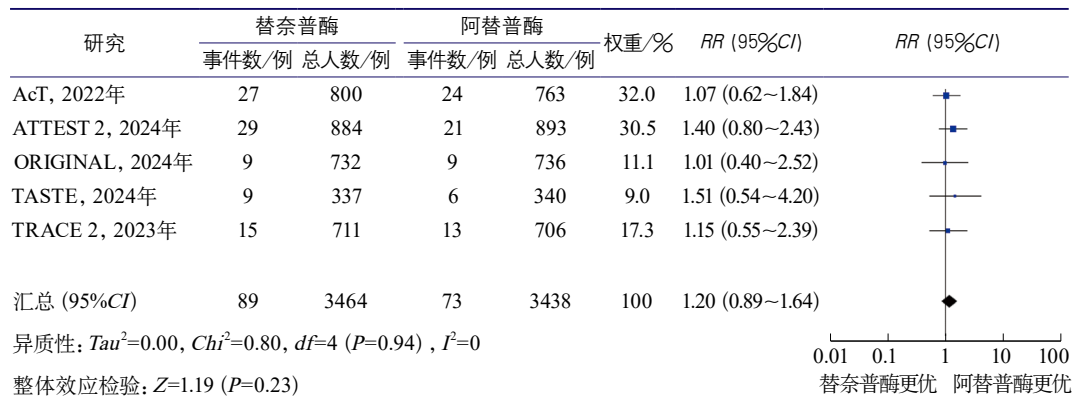 研究 替奈普酶 阿替普酶 权重/% RR (95%CI) RR (95%CI)
事件数/例 总人数/例 事件数/例 总人数/例
AcT, 2022年 27 800 24 763 32.0 1.07 (0.62~1.84)
ATTEST 2, 2024年 29 884 21 893 30.5 1.40 (0.80~2.43)
ORIGINAL, 2024年 9 732 9 736 11.1 1.01 (0.40~2.52)
TASTE, 2024年 9 337 6 340 9.0 1.51 (0.54~4.20)
TRACE 2, 2023年 15 711 13 706 17.3 1.15 (0.55~2.39)
汇总 (95%CI) 89 3464 73 3438 100 1.20 (0.89~1.64)
异质性: Tau²=0.00, Chi²=0.80, df=4 (P=0.94) , I²=0
0.01 0.1 1 10 100
整体效应检验: Z=1.19 (P=0.23)
替奈普酶更优 阿替普酶更优